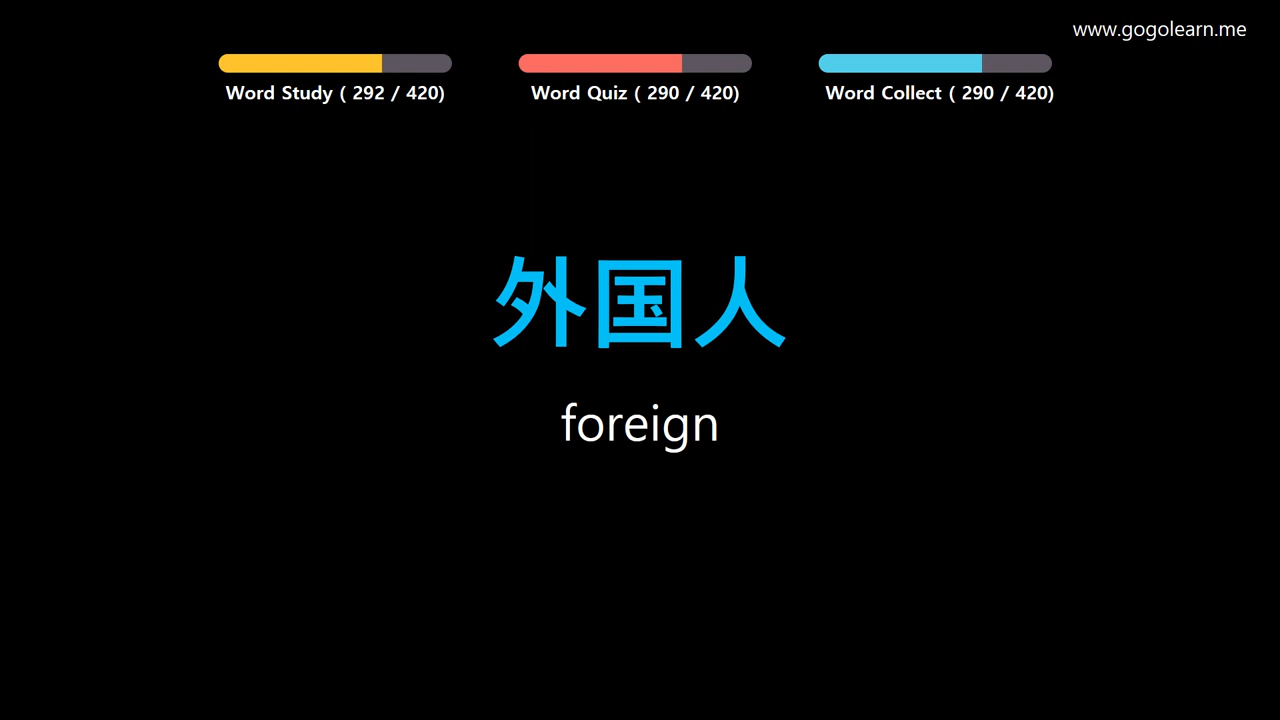 www.gogolearn.me
Word Study ( 292 / 420)
Word Quiz ( 290 / 420)
Word Collect ( 290 / 420)
外国人
foreign